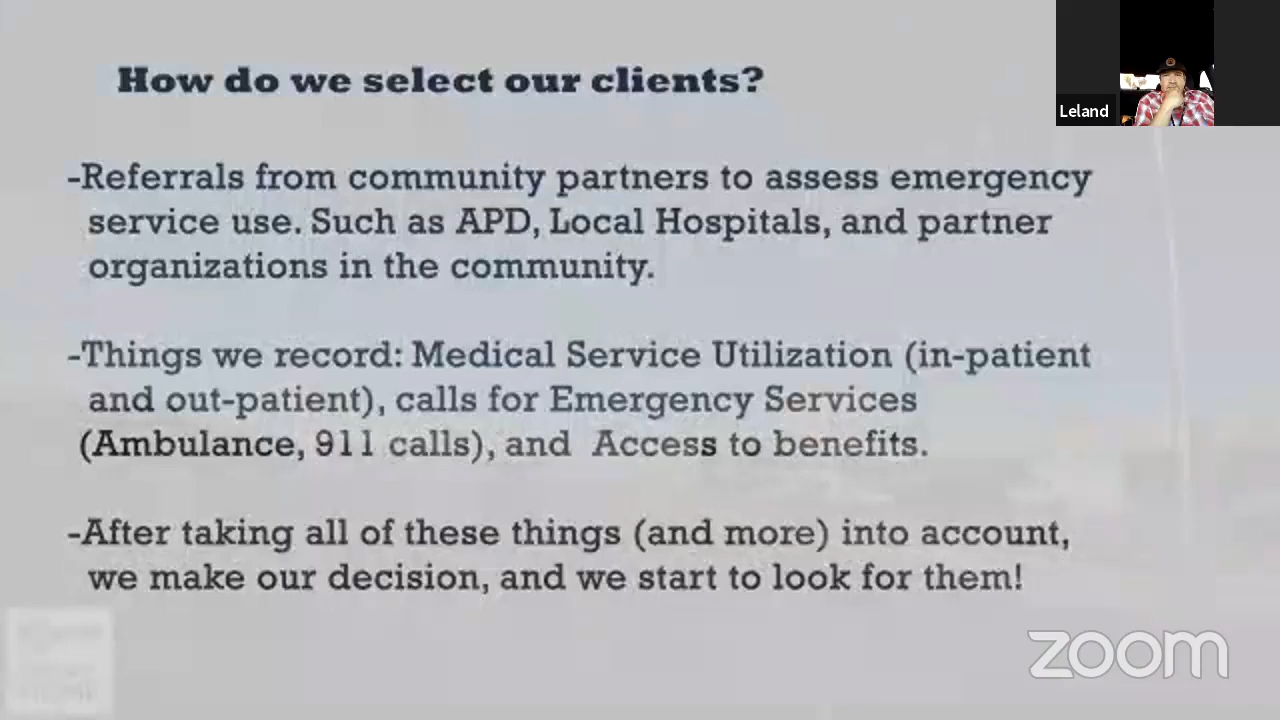 How do we select our clients?
Leland
-Referrals from community partners to assess emergency
service use. Such as APD, Local Hospitals, and partner
organizations in the community.
-Things we record: Medical Service Utilization (in-patient
and out-patient), calls for Emergency Services
(Ambulance, 911 calls), and Access to benefits.
-After taking all of these things (and more) into account,
we make our decision, and we start to look for them!
zoom